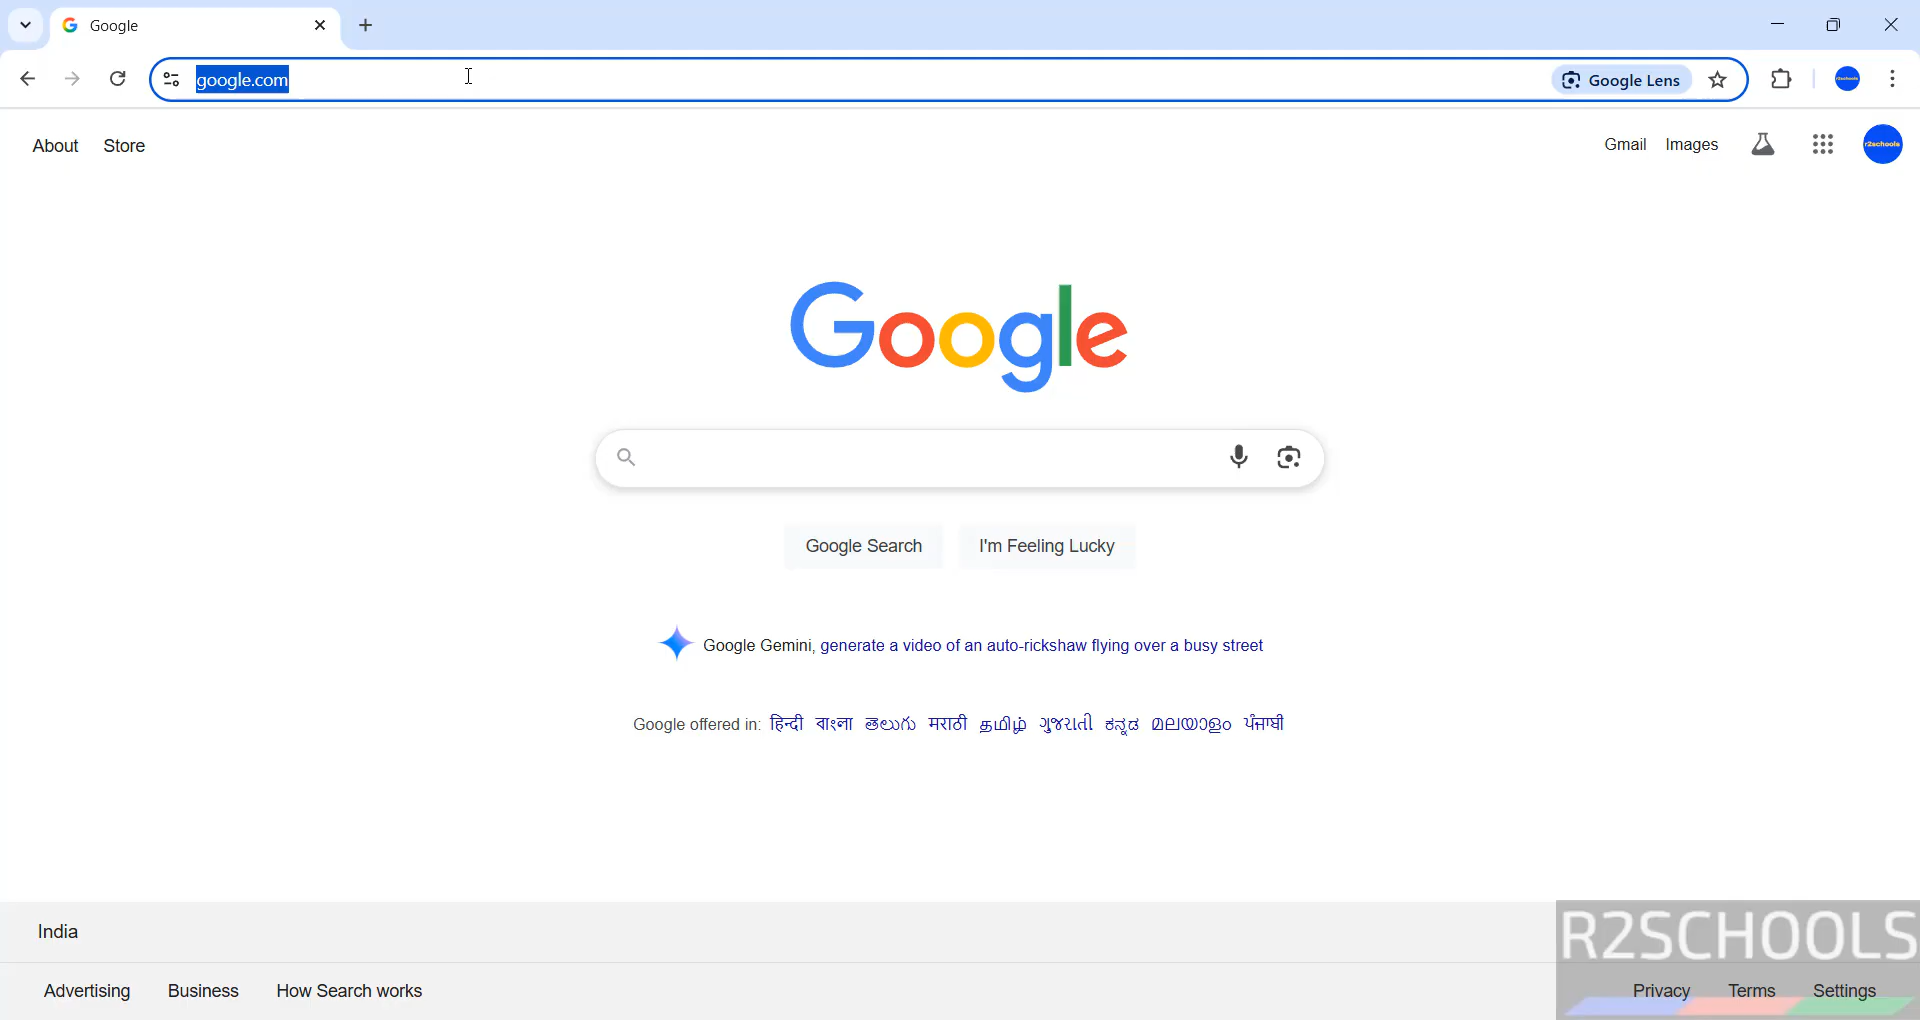 Google
google.com
Google Lens
About Store
Gmail Images
r2schools
Google
Google Search I'm Feeling Lucky
Google Gemini, generate a video of an auto-rickshaw flying over a busy street
Google offered in: हिन्दी বাংলা తెలుగు मराठी தமிழ் ગુજરાતી ಕನ್ನಡ മലയാളം ਪੰਜਾਬੀ
India
R2SCHOOLS
Advertising Business How Search works
Privacy Terms Settings